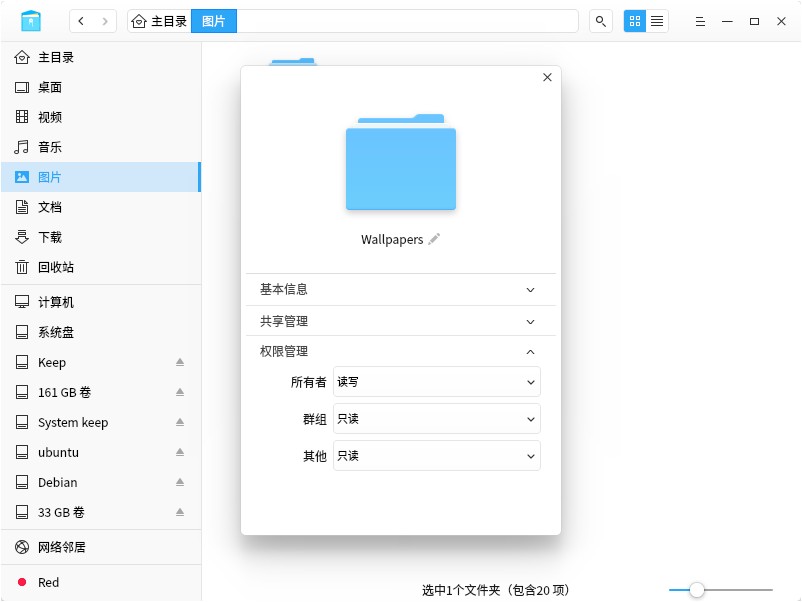 主目录 图片
主目录
桌面
视频
音乐
图片
文档
下载
回收站
计算机
系统盘
Keep
161 GB 卷
System keep
ubuntu
Debian
33 GB 卷
网络邻居
Red
Wallpapers
基本信息
共享管理
权限管理
所有者 读写
群组 只读
其他 只读
选中1个文件夹（包含20 项）